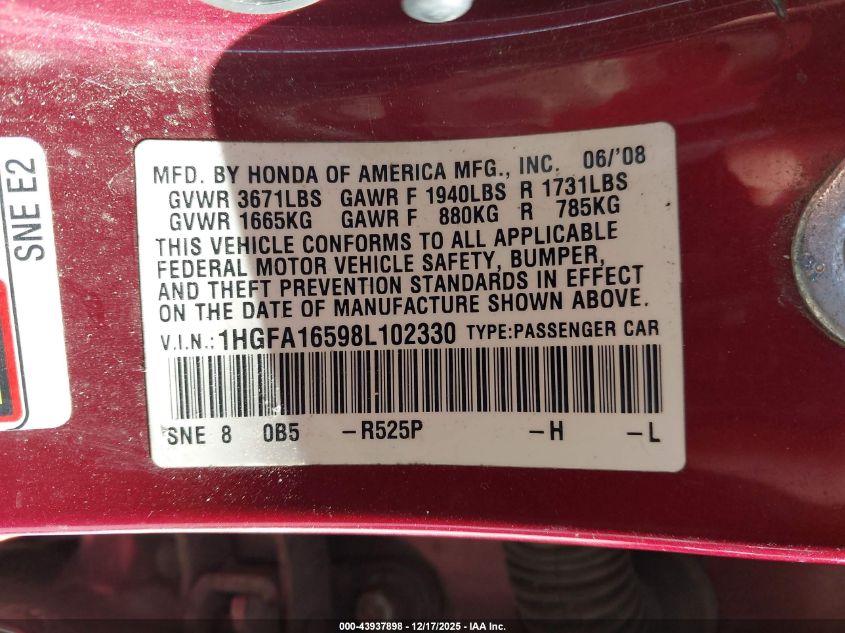 SNE E2
MFD. BY HONDA OF AMERICA MFG., INC. 06/'08
GVWR 3671LBS GAWR F 1940LBS R 1731LBS
GVWR 1665KG GAWR F 880KG R 785KG
THIS VEHICLE CONFORMS TO ALL APPLICABLE
FEDERAL MOTOR VEHICLE SAFETY, BUMPER,
AND THEFT PREVENTION STANDARDS IN EFFECT
ON THE DATE OF MANUFACTURE SHOWN ABOVE.
V.I.N.:1HGFA16598L102330 TYPE:PASSENGER CAR
SNE 8 0B5 -R525P -H -L
000-43937898 - 12/17/2025 - IAA Inc.